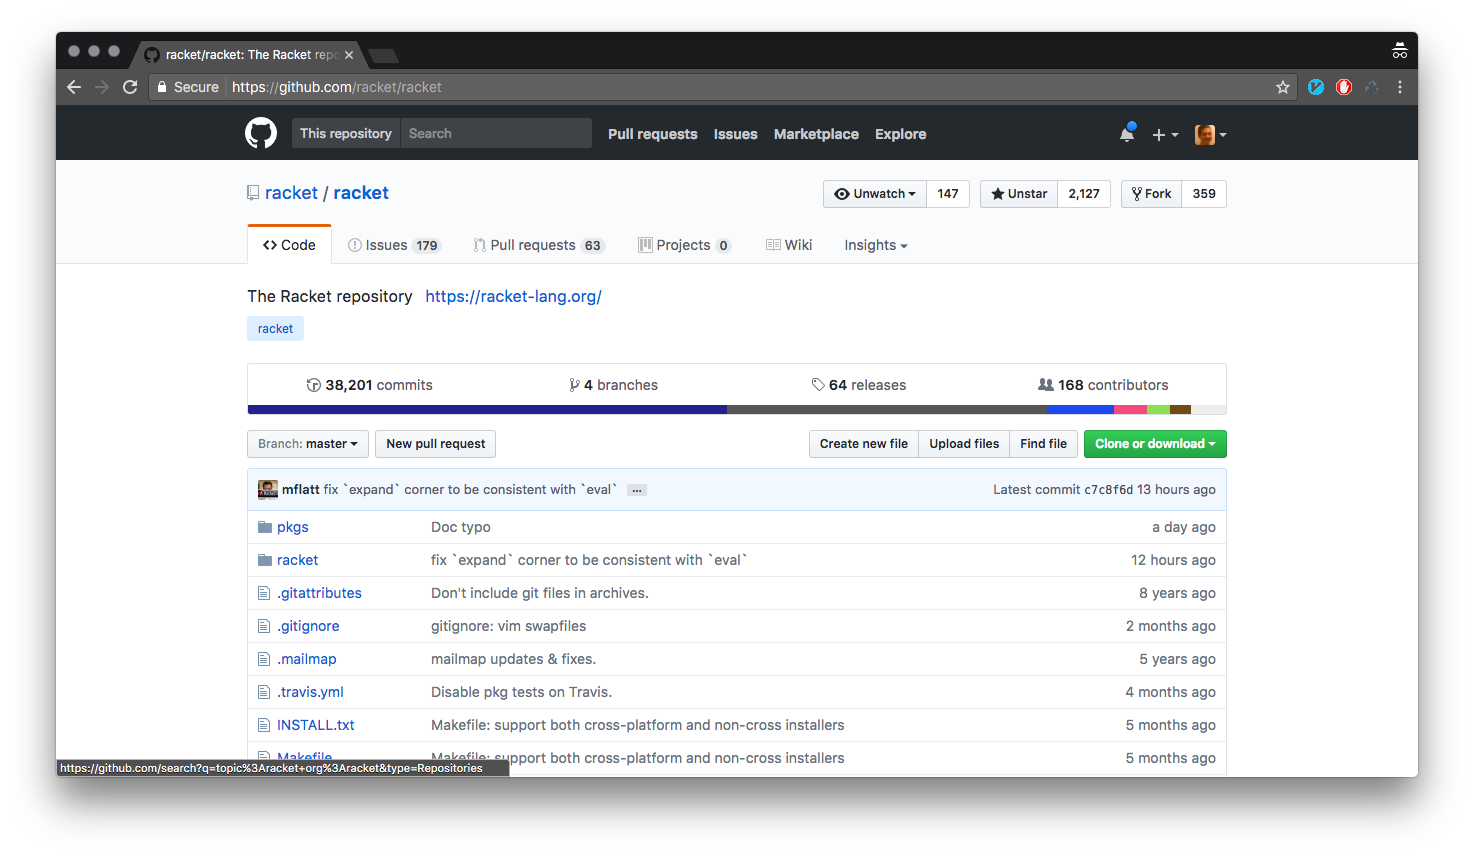 racket/racket: The Racket repo
Secure https://github.com/racket/racket
This repository Search Pull requests Issues Marketplace Explore
racket / racket Unwatch 147 Unstar 2,127 Fork 359
Code Issues 179 Pull requests 63 Projects 0 Wiki Insights
The Racket repository https://racket-lang.org/
racket
38,201 commits 4 branches 64 releases 168 contributors
Branch: master New pull request Create new file Upload files Find file Clone or download
mflatt fix `expand` corner to be consistent with `eval` ... Latest commit c7c8f6d 13 hours ago
pkgs Doc typo a day ago
racket fix `expand` corner to be consistent with `eval` 12 hours ago
.gitattributes Don't include git files in archives. 8 years ago
.gitignore gitignore: vim swapfiles 2 months ago
.mailmap mailmap updates & fixes. 5 years ago
.travis.yml Disable pkg tests on Travis. 4 months ago
INSTALL.txt Makefile: support both cross-platform and non-cross installers 5 months ago
Makefile Makefile: support both cross-platform and non-cross installers 5 months ago
https://github.com/search?q=topic%3Aracket+org%3Aracket&type=Repositories